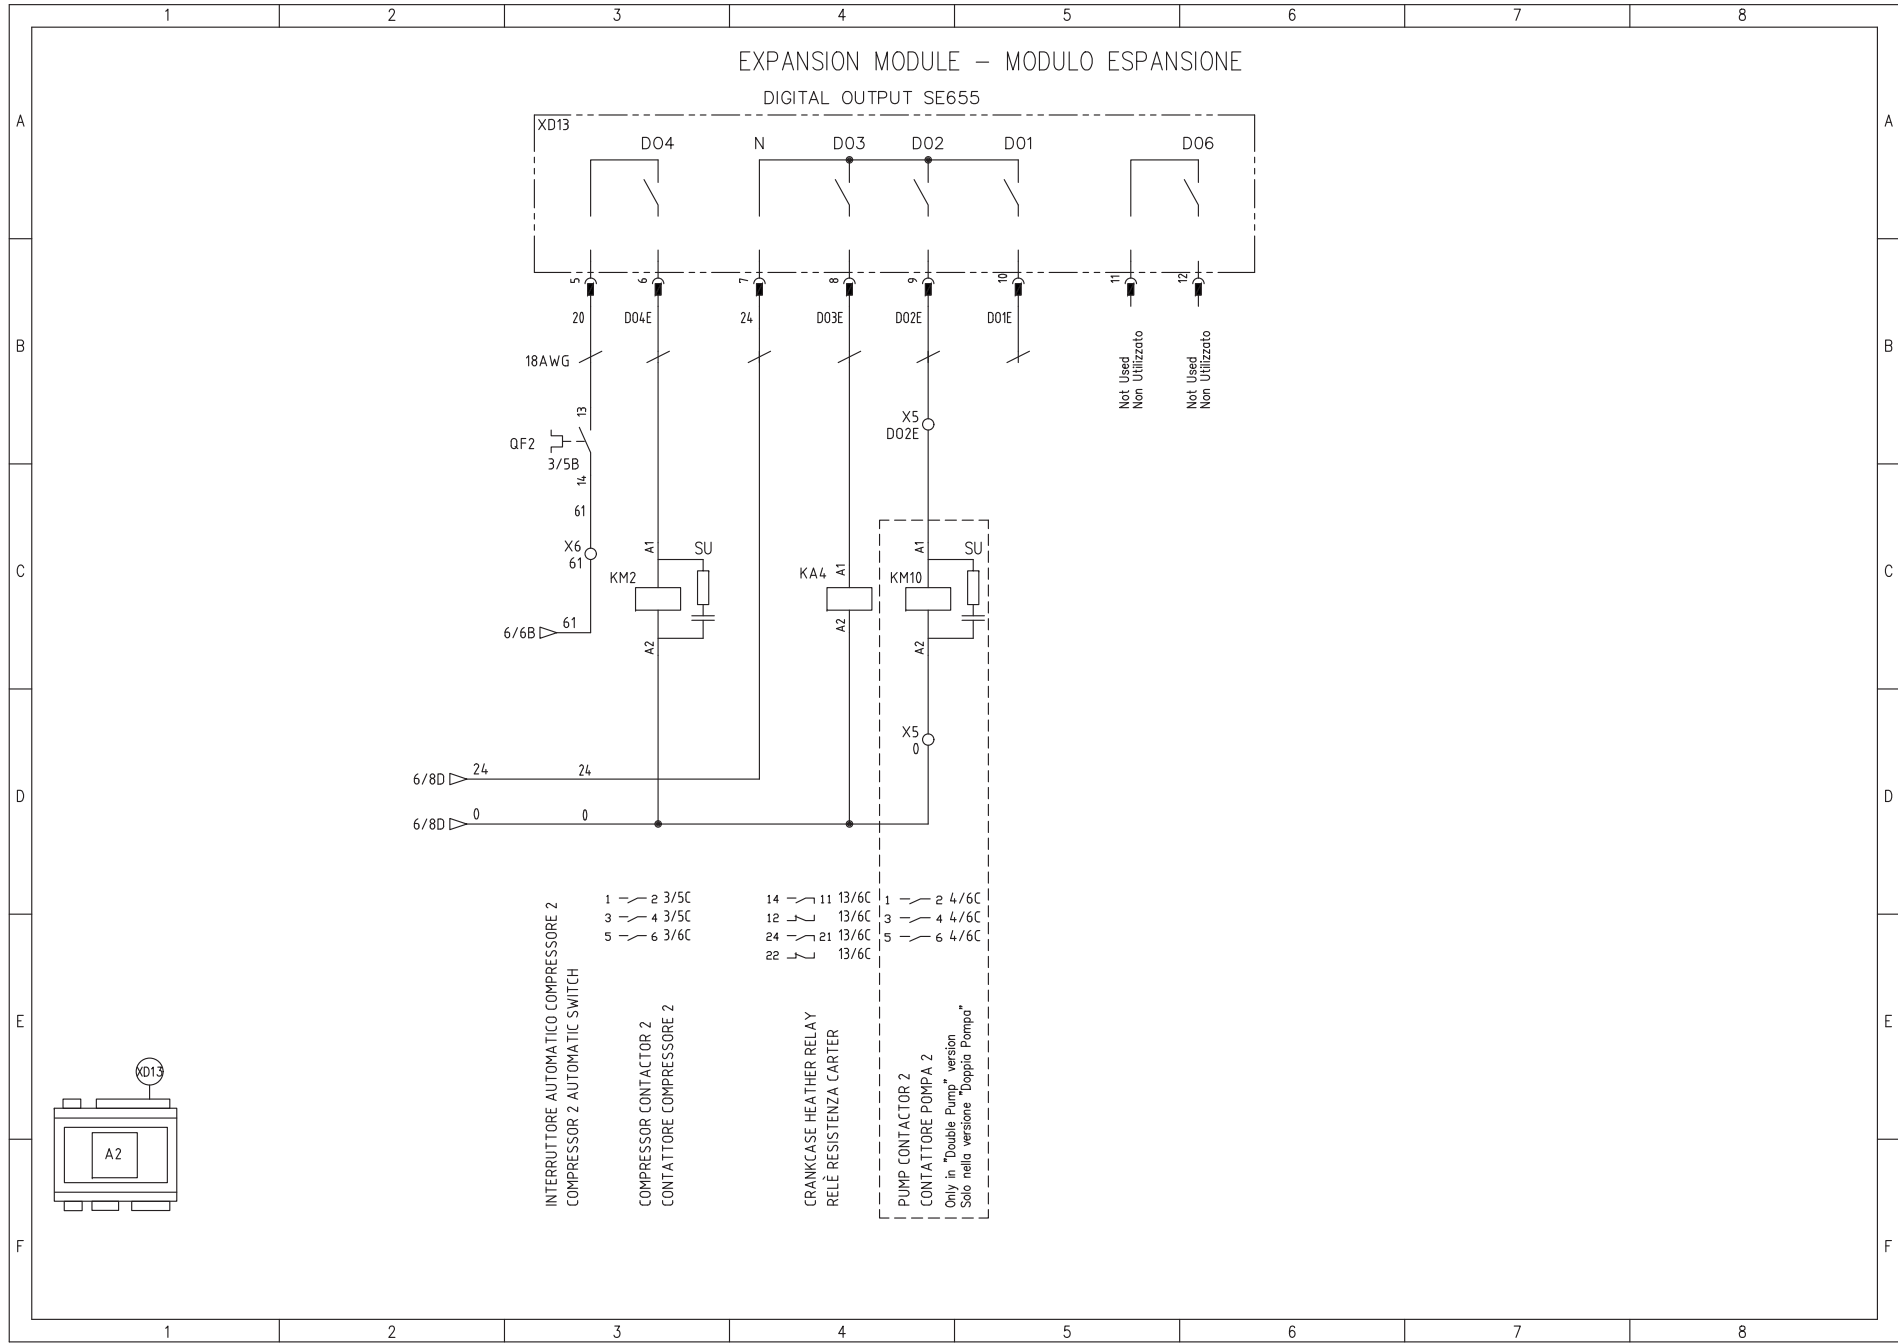 1 2 3 4 5 6 7 8
EXPANSION MODULE – MODULO ESPANSIONE
DIGITAL OUTPUT SE655
A A
XD13
DO4 N DO3 DO2 DO1 DO6
5 6 7 8 9 10 11 12
20 DO4E 24 DO3E DO2E DO1E
B B
18AWG
Not Used
Non Utilizzato
Not Used
Non Utilizzato
13
X5
DO2E
QF2
3/5B
14
61
X6
61
A1 SU A1 A1 SU
C C
KM2 KA4 KM10
6/6B 61
A2 A2 A2
X5
0
6/8D 24 24
D D
6/8D 0 0
1 2 3/5C
3 4 3/5C
5 6 3/6C
14 11 13/6C
12 13/6C
24 21 13/6C
22 13/6C
1 2 4/6C
3 4 4/6C
5 6 4/6C
INTERRUTTORE AUTOMATICO COMPRESSORE 2
COMPRESSOR 2 AUTOMATIC SWITCH
COMPRESSOR CONTACTOR 2
CONTATTORE COMPRESSORE 2
CRANKCASE HEATHER RELAY
RELÈ RESISTENZA CARTER
PUMP CONTACTOR 2
CONTATTORE POMPA 2
Only in "Double Pump" version
Solo nella versione "Doppia Pompa"
E E
XD13
A2
F F
1 2 3 4 5 6 7 8